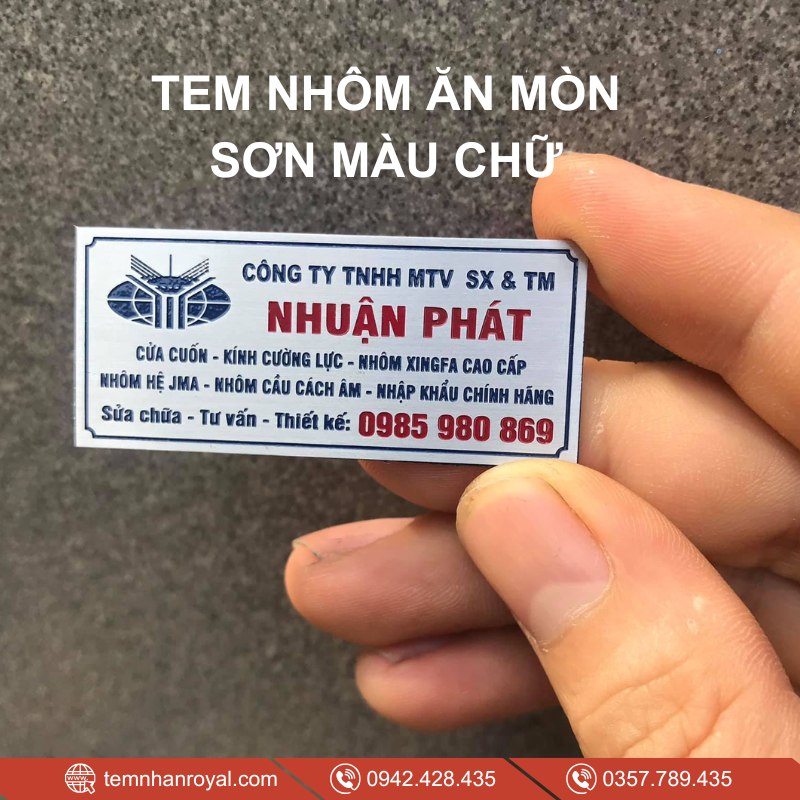 TEM NHÔM ĂN MÒN
SƠN MÀU CHỮ
CÔNG TY TNHH MTV SX & TM
NHUẬN PHÁT
CỬA CUỐN - KÍNH CƯỜNG LỰC - NHÔM XINGFA CAO CẤP
NHÔM HỆ JMA - NHÔM CẦU CÁCH ÂM - NHẬP KHẨU CHÍNH HÃNG
Sửa chữa - Tư vấn - Thiết kế: 0985 980 869
temnhanroyal.com 0942.428.435 0357.789.435